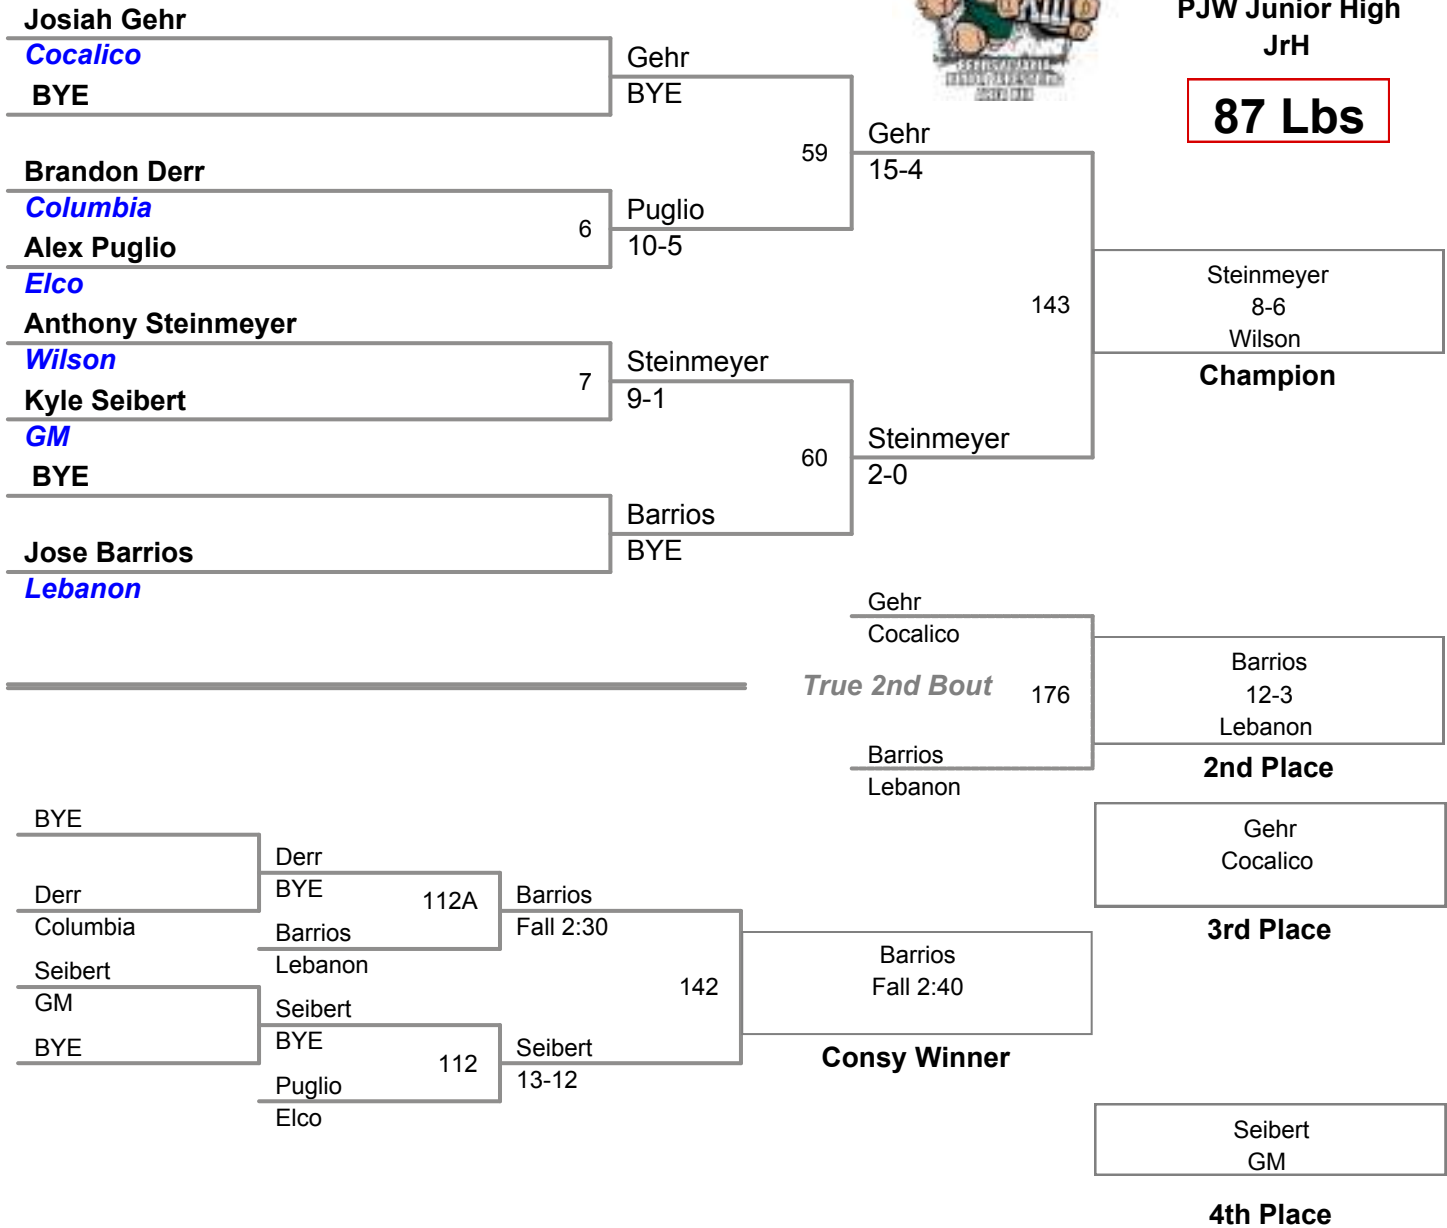 PJW Junior High
JrH
87 Lbs
Josiah Gehr
Cocalico
BYE
Brandon Derr
Columbia
Alex Puglio
Elco
Anthony Steinmeyer
Wilson
Kyle Seibert
GM
BYE
Jose Barrios
Lebanon
Gehr
BYE
6
Puglio
10-5
7
Steinmeyer
9-1
Barrios
BYE
59
Gehr
15-4
60
Steinmeyer
2-0
143
Steinmeyer
8-6
Wilson
Champion
Gehr
Cocalico
True 2nd Bout
176
Barrios
Lebanon
Barrios
12-3
Lebanon
2nd Place
Gehr
Cocalico
3rd Place
BYE
Derr
Columbia
Seibert
GM
BYE
Derr
BYE
112A
Barrios
Lebanon
Seibert
BYE
112
Puglio
Elco
Barrios
Fall 2:30
142
Seibert
13-12
Barrios
Fall 2:40
Consy Winner
Seibert
GM
4th Place